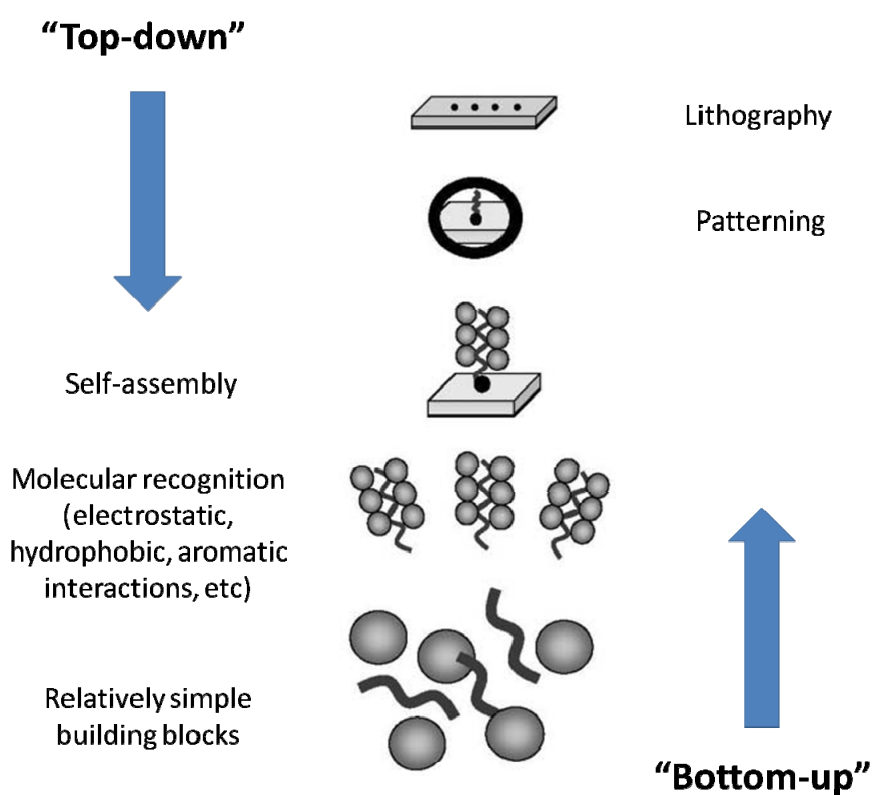 “Top-down”
Lithography
Patterning
Self-assembly
Molecular recognition
(electrostatic,
hydrophobic, aromatic
interactions, etc)
Relatively simple
building blocks
“Bottom-up”